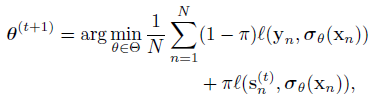 θ^(t+1) = arg min_{θ∈Θ} 1/N ∑_{n=1}^{N} (1 − π)ℓ(y_n, σ_θ(x_n))
+ πℓ(s_n^(t), σ_θ(x_n)),